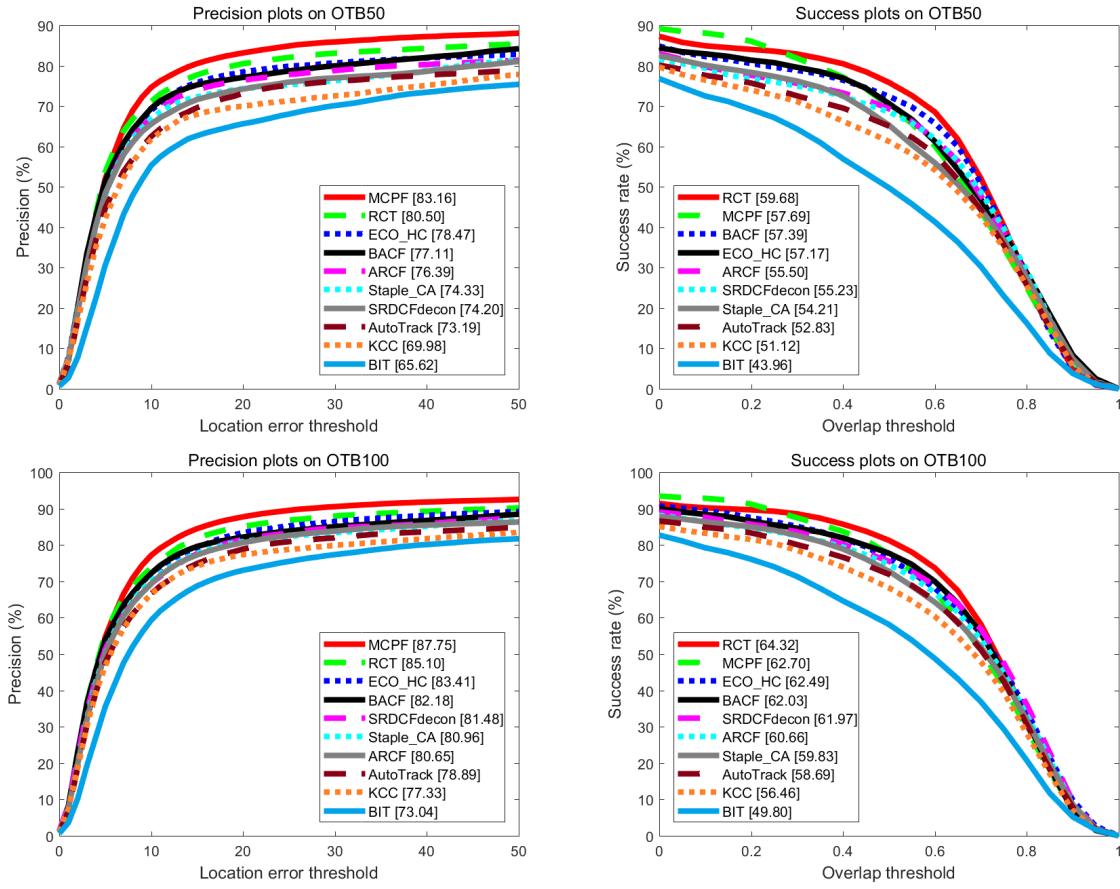 Precision plots on OTB50
90
80
70
60
50
40
30
20
10
0
Precision (%)
MCPF [83.16]
RCT [80.50]
ECO_HC [78.47]
BACF [77.11]
ARCF [76.39]
Staple_CA [74.33]
SRDCFdecon [74.20]
AutoTrack [73.19]
KCC [69.98]
BIT [65.62]
0 10 20 30 40 50
Location error threshold
Success plots on OTB50
90
80
70
60
50
40
30
20
10
0
Success rate (%)
RCT [59.68]
MCPF [57.69]
BACF [57.39]
ECO_HC [57.17]
ARCF [55.50]
SRDCFdecon [55.23]
Staple_CA [54.21]
AutoTrack [52.83]
KCC [51.12]
BIT [43.96]
0 0.2 0.4 0.6 0.8 1
Overlap threshold
Precision plots on OTB100
100
90
80
70
60
50
40
30
20
10
0
Precision (%)
MCPF [87.75]
RCT [85.10]
ECO_HC [83.41]
BACF [82.18]
SRDCFdecon [81.48]
Staple_CA [80.96]
ARCF [80.65]
AutoTrack [78.89]
KCC [77.33]
BIT [73.04]
0 10 20 30 40 50
Location error threshold
Success plots on OTB100
100
90
80
70
60
50
40
30
20
10
0
Success rate (%)
RCT [64.32]
MCPF [62.70]
ECO_HC [62.49]
BACF [62.03]
SRDCFdecon [61.97]
ARCF [60.66]
Staple_CA [59.83]
AutoTrack [58.69]
KCC [56.46]
BIT [49.80]
0 0.2 0.4 0.6 0.8 1
Overlap threshold